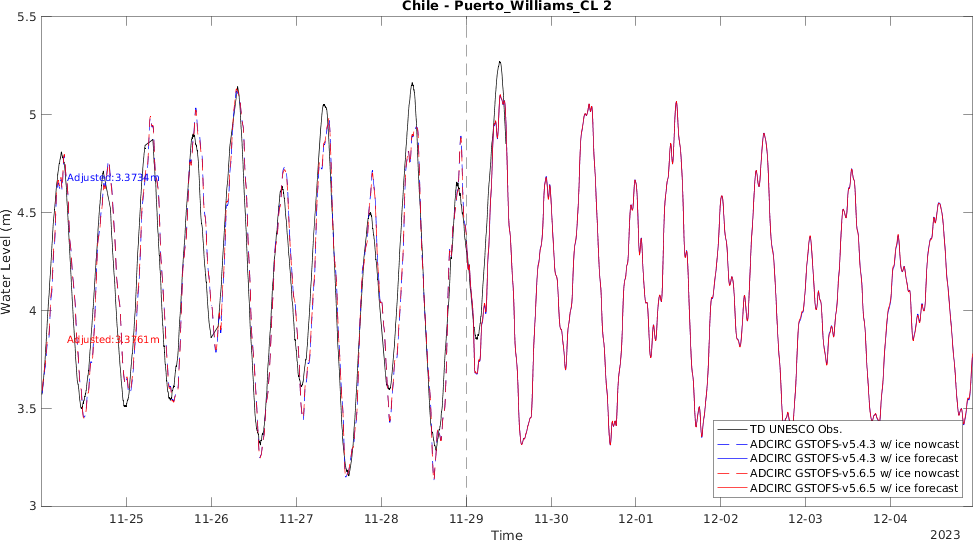 Chile - Puerto_Williams_CL 2
5.5
5
4.5
4
3.5
3
Water Level (m)
Adjusted:3.3734m
Adjusted:3.3761m
TD UNESCO Obs.
ADCIRC GSTOFS-v5.4.3 w/ ice nowcast
ADCIRC GSTOFS-v5.4.3 w/ ice forecast
ADCIRC GSTOFS-v5.6.5 w/ ice nowcast
ADCIRC GSTOFS-v5.6.5 w/ ice forecast
11-25 11-26 11-27 11-28 11-29 11-30 12-01 12-02 12-03 12-04
Time
2023